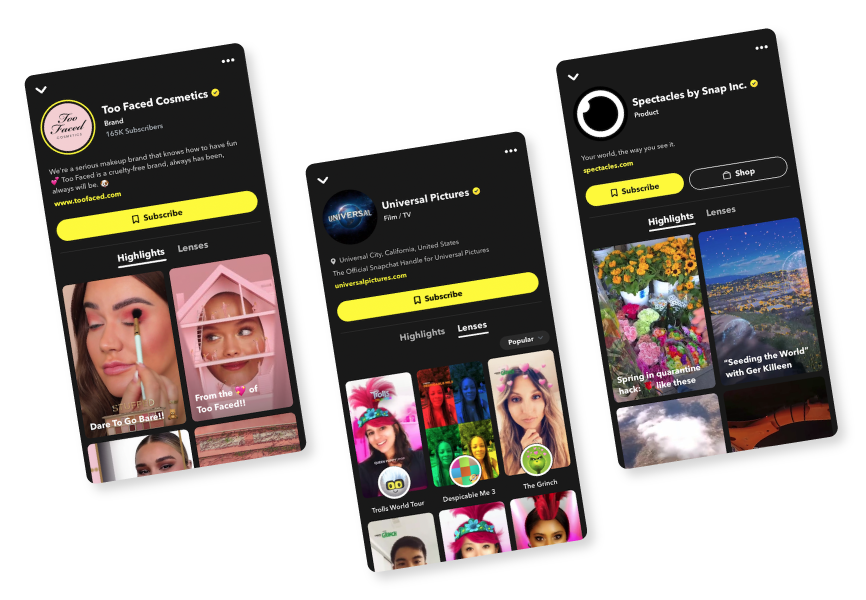 Too Faced Cosmetics
Brand
165K Subscribers
Too
Faced
COSMETICS
We're a serious makeup brand that knows how to have fun
💕 Too Faced is a cruelty-free brand, always has been,
always will be. 🐶
www.toofaced.com
Subscribe
Highlights
Lenses
Dare To Go Bare!!
From the 💖 of
Too Faced!!
UNIVERSAL
Universal Pictures
Film / TV
Universal City, California, United States
The Official Snapchat Handle for Universal Pictures
universalpictures.com
Subscribe
Highlights
Lenses
Popular
Trolls
Trolls World Tour
Despicable Me 3
The Grinch
Spectacles by Snap Inc.
Product
Your world, the way you see it.
spectacles.com
Subscribe
Shop
Highlights
Lenses
Spring in quarantine
hack: 🌹 like these
"Seeding the World"
with Ger Killeen